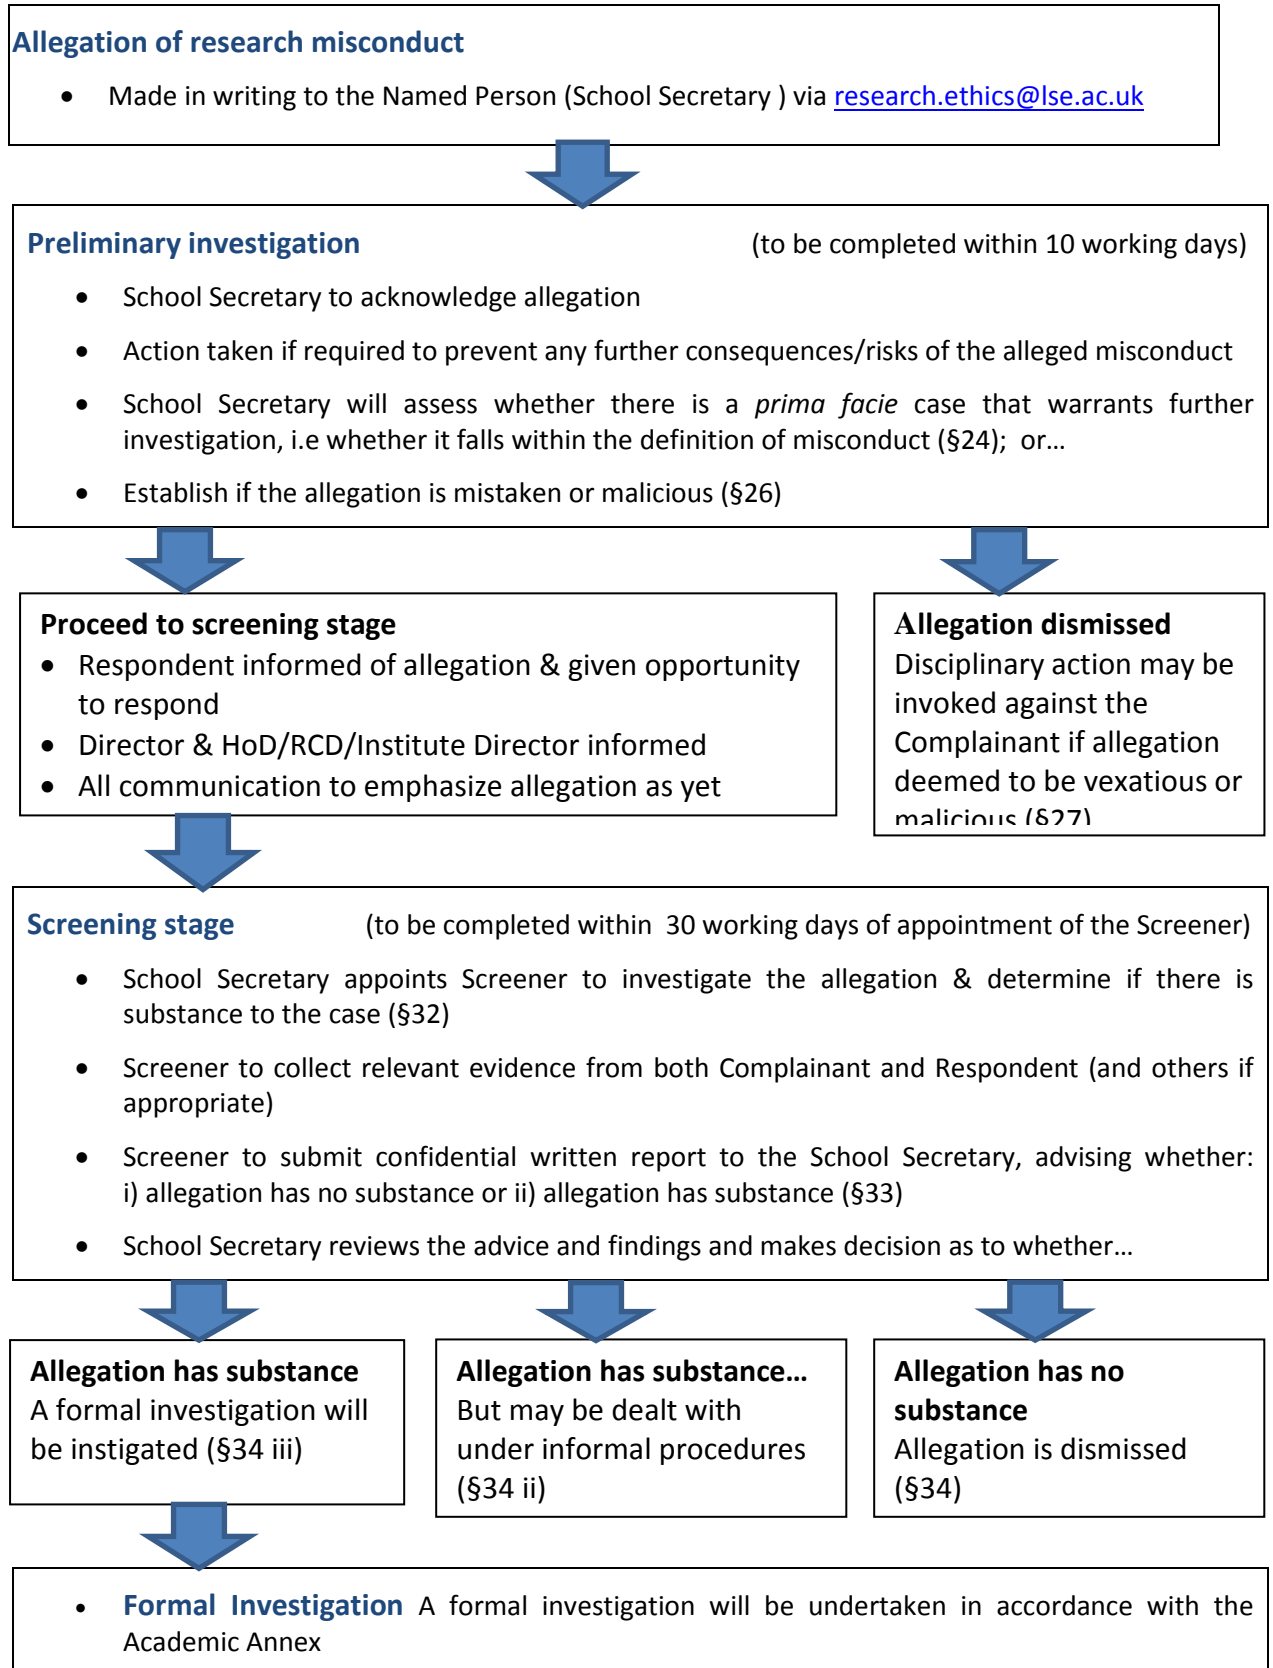 Allegation of research misconduct
• Made in writing to the Named Person (School Secretary ) via research.ethics@lse.ac.uk
Preliminary investigation (to be completed within 10 working days)
• School Secretary to acknowledge allegation
• Action taken if required to prevent any further consequences/risks of the alleged misconduct
• School Secretary will assess whether there is a prima facie case that warrants further
investigation, i.e whether it falls within the definition of misconduct (§24); or…
• Establish if the allegation is mistaken or malicious (§26)
Proceed to screening stage
• Respondent informed of allegation & given opportunity
to respond
• Director & HoD/RCD/Institute Director informed
• All communication to emphasize allegation as yet
Allegation dismissed
Disciplinary action may be
invoked against the
Complainant if allegation
deemed to be vexatious or
malicious (§27)
Screening stage (to be completed within 30 working days of appointment of the Screener)
• School Secretary appoints Screener to investigate the allegation & determine if there is
substance to the case (§32)
• Screener to collect relevant evidence from both Complainant and Respondent (and others if
appropriate)
• Screener to submit confidential written report to the School Secretary, advising whether:
i) allegation has no substance or ii) allegation has substance (§33)
• School Secretary reviews the advice and findings and makes decision as to whether…
Allegation has substance
A formal investigation will
be instigated (§34 iii)
Allegation has substance…
But may be dealt with
under informal procedures
(§34 ii)
Allegation has no
substance
Allegation is dismissed
(§34)
• Formal Investigation A formal investigation will be undertaken in accordance with the
Academic Annex